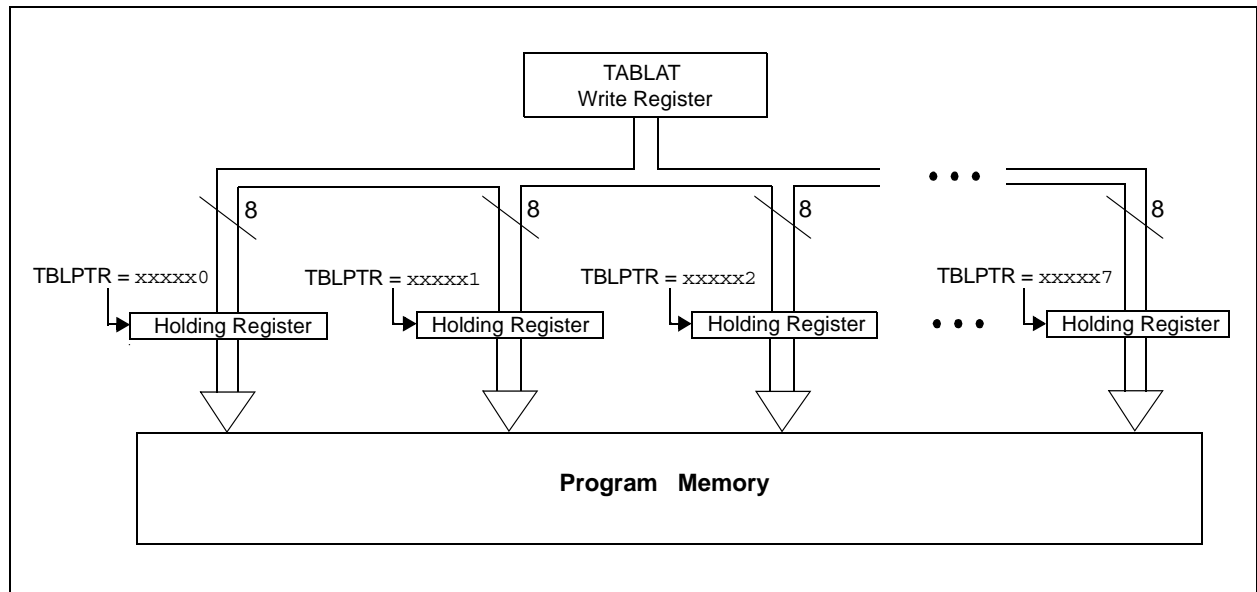 TABLAT
Write Register
• • •
8
8
8
8
TBLPTR = xxxxx0
TBLPTR = xxxxx1
TBLPTR = xxxxx2
TBLPTR = xxxxx7
Holding Register
Holding Register
Holding Register
• • •
Holding Register
Program Memory